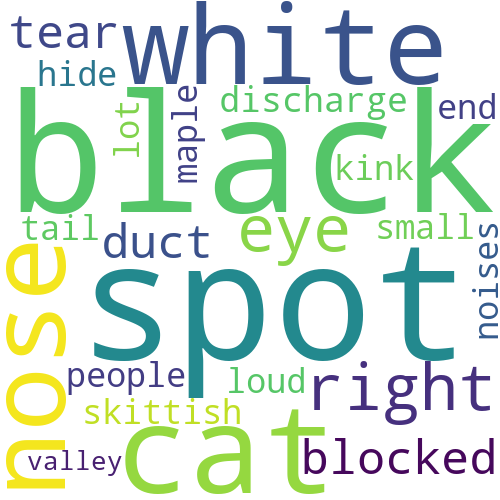 tear
white
hide
black
lot
maple
discharge
end
kink
tail
duct
eye
small
nose
spot
noises
people
loud
right
skittish
cat
blocked
valley